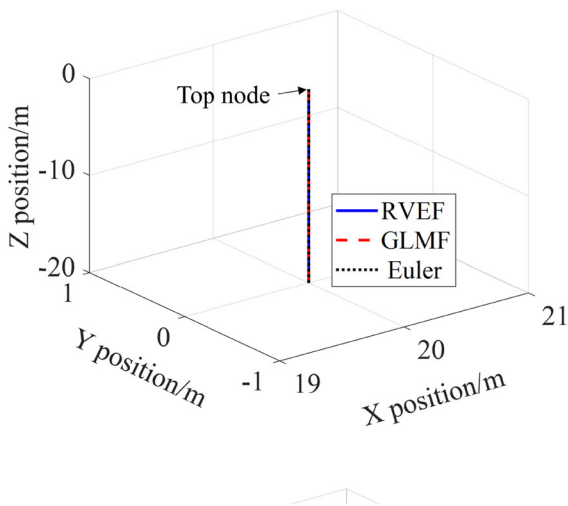 0
Top node
-10
Z position/m
RVEF
GLMF
Euler
-20
1
0
-1
Y position/m
19
20
21
X position/m